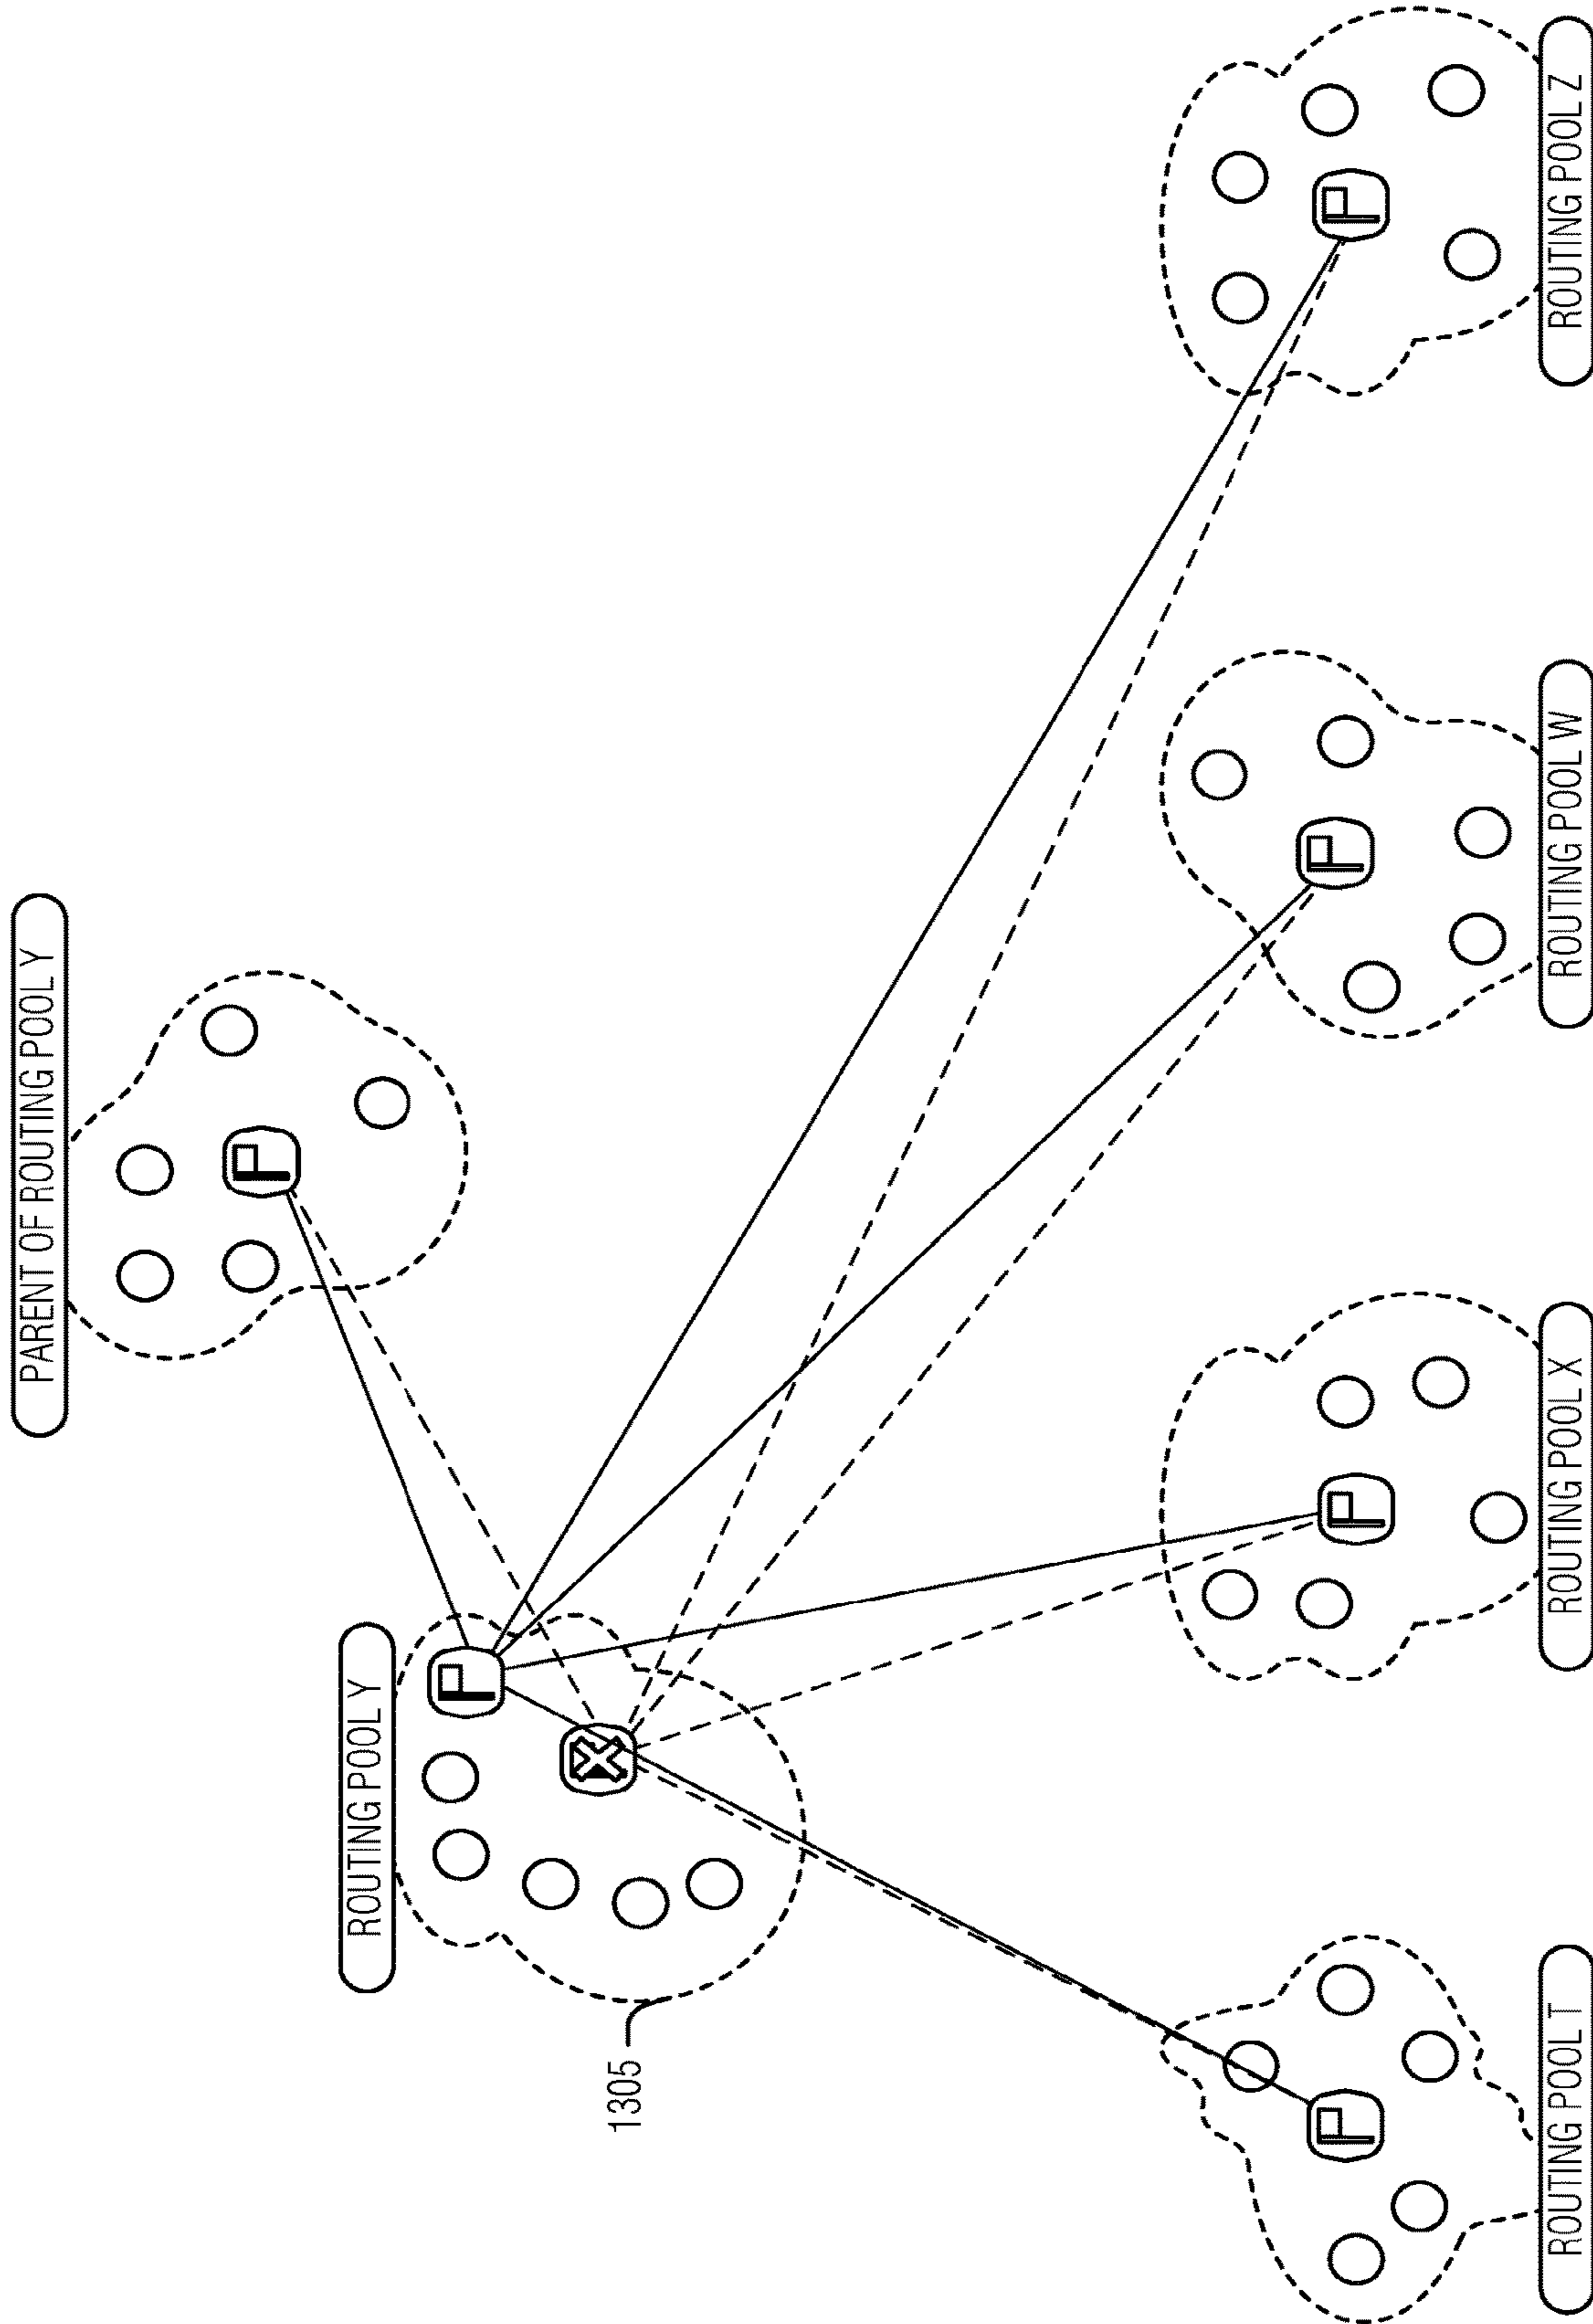 PARENT OF ROUTING POOL Y
ROUTING POOL Y
1305
ROUTING POOL T
ROUTING POOL X
ROUTING POOL W
ROUTING POOL Z